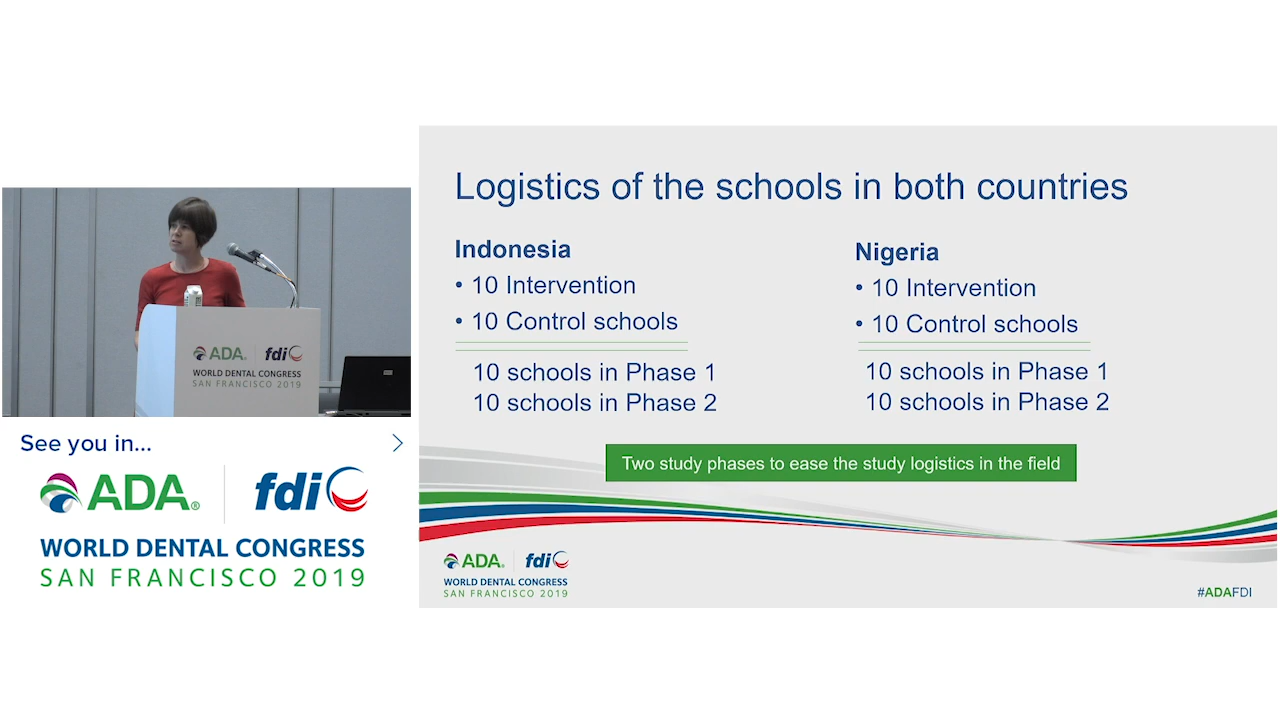 Logistics of the schools in both countries
Indonesia
• 10 Intervention
• 10 Control schools
10 schools in Phase 1
10 schools in Phase 2
Nigeria
• 10 Intervention
• 10 Control schools
10 schools in Phase 1
10 schools in Phase 2
Two study phases to ease the study logistics in the field
ADA. fdi
WORLD DENTAL CONGRESS
SAN FRANCISCO 2019
#ADAFDI
ADA. fdi
WORLD DENTAL CONGRESS
SAN FRANCISCO 2019
See you in...
ADA® fdi
WORLD DENTAL CONGRESS
SAN FRANCISCO 2019